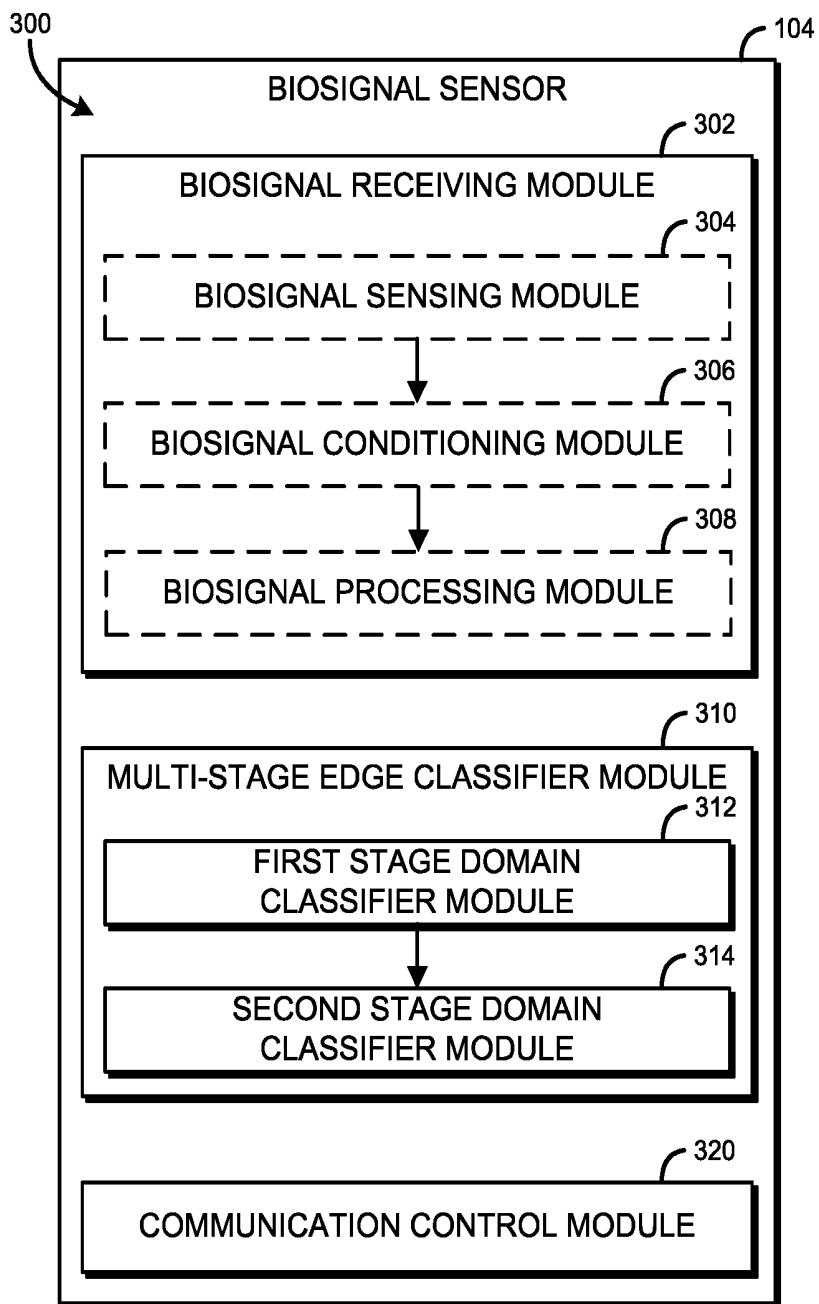 300
104
BIOSIGNAL SENSOR
302
BIOSIGNAL RECEIVING MODULE
304
BIOSIGNAL SENSING MODULE
306
BIOSIGNAL CONDITIONING MODULE
308
BIOSIGNAL PROCESSING MODULE
310
MULTI-STAGE EDGE CLASSIFIER MODULE
312
FIRST STAGE DOMAIN
CLASSIFIER MODULE
314
SECOND STAGE DOMAIN
CLASSIFIER MODULE
320
COMMUNICATION CONTROL MODULE